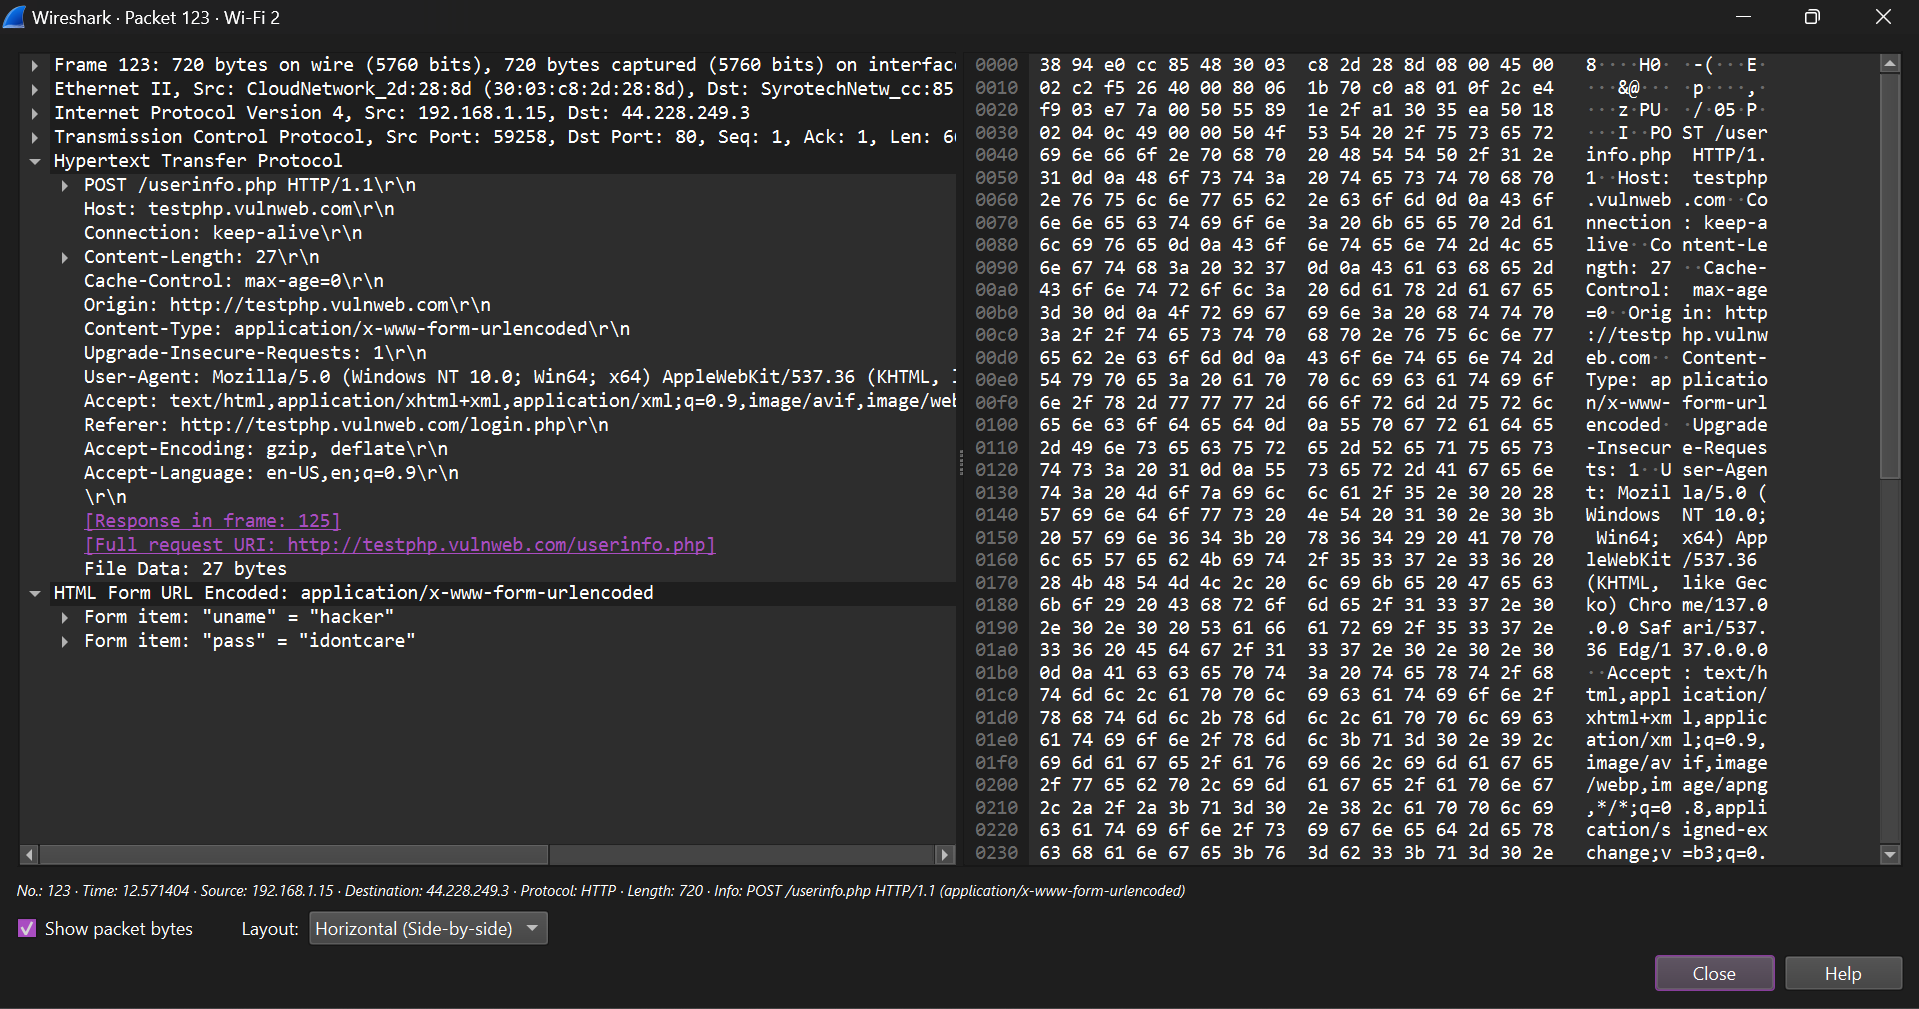 Wireshark · Packet 123 · Wi-Fi 2
Frame 123: 720 bytes on wire (5760 bits), 720 bytes captured (5760 bits) on interfac
Ethernet II, Src: CloudNetwork_2d:28:8d (30:03:c8:2d:28:8d), Dst: SyrotechNetw_cc:85
Internet Protocol Version 4, Src: 192.168.1.15, Dst: 44.228.249.3
Transmission Control Protocol, Src Port: 59258, Dst Port: 80, Seq: 1, Ack: 1, Len: 6
Hypertext Transfer Protocol
POST /userinfo.php HTTP/1.1\r\n
Host: testphp.vulnweb.com\r\n
Connection: keep-alive\r\n
Content-Length: 27\r\n
Cache-Control: max-age=0\r\n
Origin: http://testphp.vulnweb.com\r\n
Content-Type: application/x-www-form-urlencoded\r\n
Upgrade-Insecure-Requests: 1\r\n
User-Agent: Mozilla/5.0 (Windows NT 10.0; Win64; x64) AppleWebKit/537.36 (KHTML,
Accept: text/html,application/xhtml+xml,application/xml;q=0.9,image/avif,image/we
Referer: http://testphp.vulnweb.com/login.php\r\n
Accept-Encoding: gzip, deflate\r\n
Accept-Language: en-US,en;q=0.9\r\n
\r\n
[Response in frame: 125]
[Full request URI: http://testphp.vulnweb.com/userinfo.php]
File Data: 27 bytes
HTML Form URL Encoded: application/x-www-form-urlencoded
Form item: "uname" = "hacker"
Form item: "pass" = "idontcare"
0000 38 94 e0 cc 85 48 30 03 c8 2d 28 8d 08 00 45 00 8····H0· ·-(···E·
0010 02 c2 f5 26 40 00 80 06 1b 70 c0 a8 01 0f 2c e4 ···&@··· ·p····,·
0020 f9 03 e7 7a 00 50 55 89 1e 2f a1 30 35 ea 50 18 ···z·PU· ·/·05·P·
0030 02 04 0c 49 00 00 50 4f 53 54 20 2f 75 73 65 72 ···I··PO ST /user
0040 69 6e 66 6f 2e 70 68 70 20 48 54 54 50 2f 31 2e info.php HTTP/1.
0050 31 0d 0a 48 6f 73 74 3a 20 74 65 73 74 70 68 70 1··Host: testphp
0060 2e 76 75 6c 6e 77 65 62 2e 63 6f 6d 0d 0a 43 6f .vulnweb .com··Co
0070 6e 6e 65 63 74 69 6f 6e 3a 20 6b 65 65 70 2d 61 nnection : keep-a
0080 6c 69 76 65 0d 0a 43 6f 6e 74 65 6e 74 2d 4c 65 live··Co ntent-Le
0090 6e 67 74 68 3a 20 32 37 0d 0a 43 61 63 68 65 2d ngth: 27 ··Cache-
00a0 43 6f 6e 74 72 6f 6c 3a 20 6d 61 78 2d 61 67 65 Control: max-age
00b0 3d 30 0d 0a 4f 72 69 67 69 6e 3a 20 68 74 74 70 =0··Orig in: http
00c0 3a 2f 2f 74 65 73 74 70 68 70 2e 76 75 6c 6e 77 ://testp hp.vulnw
00d0 65 62 2e 63 6f 6d 0d 0a 43 6f 6e 74 65 6e 74 2d eb.com·· Content-
00e0 54 79 70 65 3a 20 61 70 70 6c 69 63 61 74 69 6f Type: ap plicatio
00f0 6e 2f 78 2d 77 77 77 2d 66 6f 72 6d 2d 75 72 6c n/x-www- form-url
0100 65 6e 63 6f 64 65 64 0d 0a 55 70 67 72 61 64 65 encoded· ·Upgrade
0110 2d 49 6e 73 65 63 75 72 65 2d 52 65 71 75 65 73 -Insecur e-Reques
0120 74 73 3a 20 31 0d 0a 55 73 65 72 2d 41 67 65 6e ts: 1··U ser-Agen
0130 74 3a 20 4d 6f 7a 69 6c 6c 61 2f 35 2e 30 20 28 t: Mozil la/5.0 (
0140 57 69 6e 64 6f 77 73 20 4e 54 20 31 30 2e 30 3b Windows NT 10.0;
0150 20 57 69 6e 36 34 3b 20 78 36 34 29 20 41 70 70 Win64; x64) App
0160 6c 65 57 65 62 4b 69 74 2f 35 33 37 2e 33 36 20 leWebKit /537.36
0170 28 4b 48 54 4d 4c 2c 20 6c 69 6b 65 20 47 65 63 (KHTML, like Gec
0180 6b 6f 29 20 43 68 72 6f 6d 65 2f 31 33 37 2e 30 ko) Chro me/137.0
0190 2e 30 2e 30 20 53 61 66 61 72 69 2f 35 33 37 2e .0.0 Saf ari/537.
01a0 33 36 20 45 64 67 2f 31 33 37 2e 30 2e 30 2e 30 36 Edg/1 37.0.0.0
01b0 0d 0a 41 63 63 65 70 74 3a 20 74 65 78 74 2f 68 ··Accept : text/h
01c0 74 6d 6c 2c 61 70 70 6c 69 63 61 74 69 6f 6e 2f tml,appl ication/
01d0 78 68 74 6d 6c 2b 78 6d 6c 2c 61 70 70 6c 69 63 xhtml+xm l,applic
01e0 61 74 69 6f 6e 2f 78 6d 6c 3b 71 3d 30 2e 39 2c ation/xm l;q=0.9,
01f0 69 6d 61 67 65 2f 61 76 69 66 2c 69 6d 61 67 65 image/av if,image
0200 2f 77 65 62 70 2c 69 6d 61 67 65 2f 61 70 6e 67 /webp,im age/apng
0210 2c 2a 2f 2a 3b 71 3d 30 2e 38 2c 61 70 70 6c 69 ,*/*;q=0 .8,appli
0220 63 61 74 69 6f 6e 2f 73 69 67 6e 65 64 2d 65 78 cation/s igned-ex
0230 63 68 61 6e 67 65 3b 76 3d 62 33 3b 71 3d 30 2e change;v =b3;q=0.
No.: 123 · Time: 12.571404 · Source: 192.168.1.15 · Destination: 44.228.249.3 · Protocol: HTTP · Length: 720 · Info: POST /userinfo.php HTTP/1.1 (application/x-www-form-urlencoded)
Show packet bytes
Layout: Horizontal (Side-by-side)
Close
Help